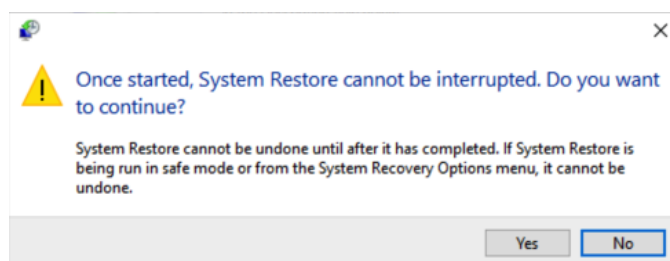 Once started, System Restore cannot be interrupted. Do you want
to continue?
System Restore cannot be undone until after it has completed. If System Restore is
being run in safe mode or from the System Recovery Options menu, it cannot be
undone.
Yes No